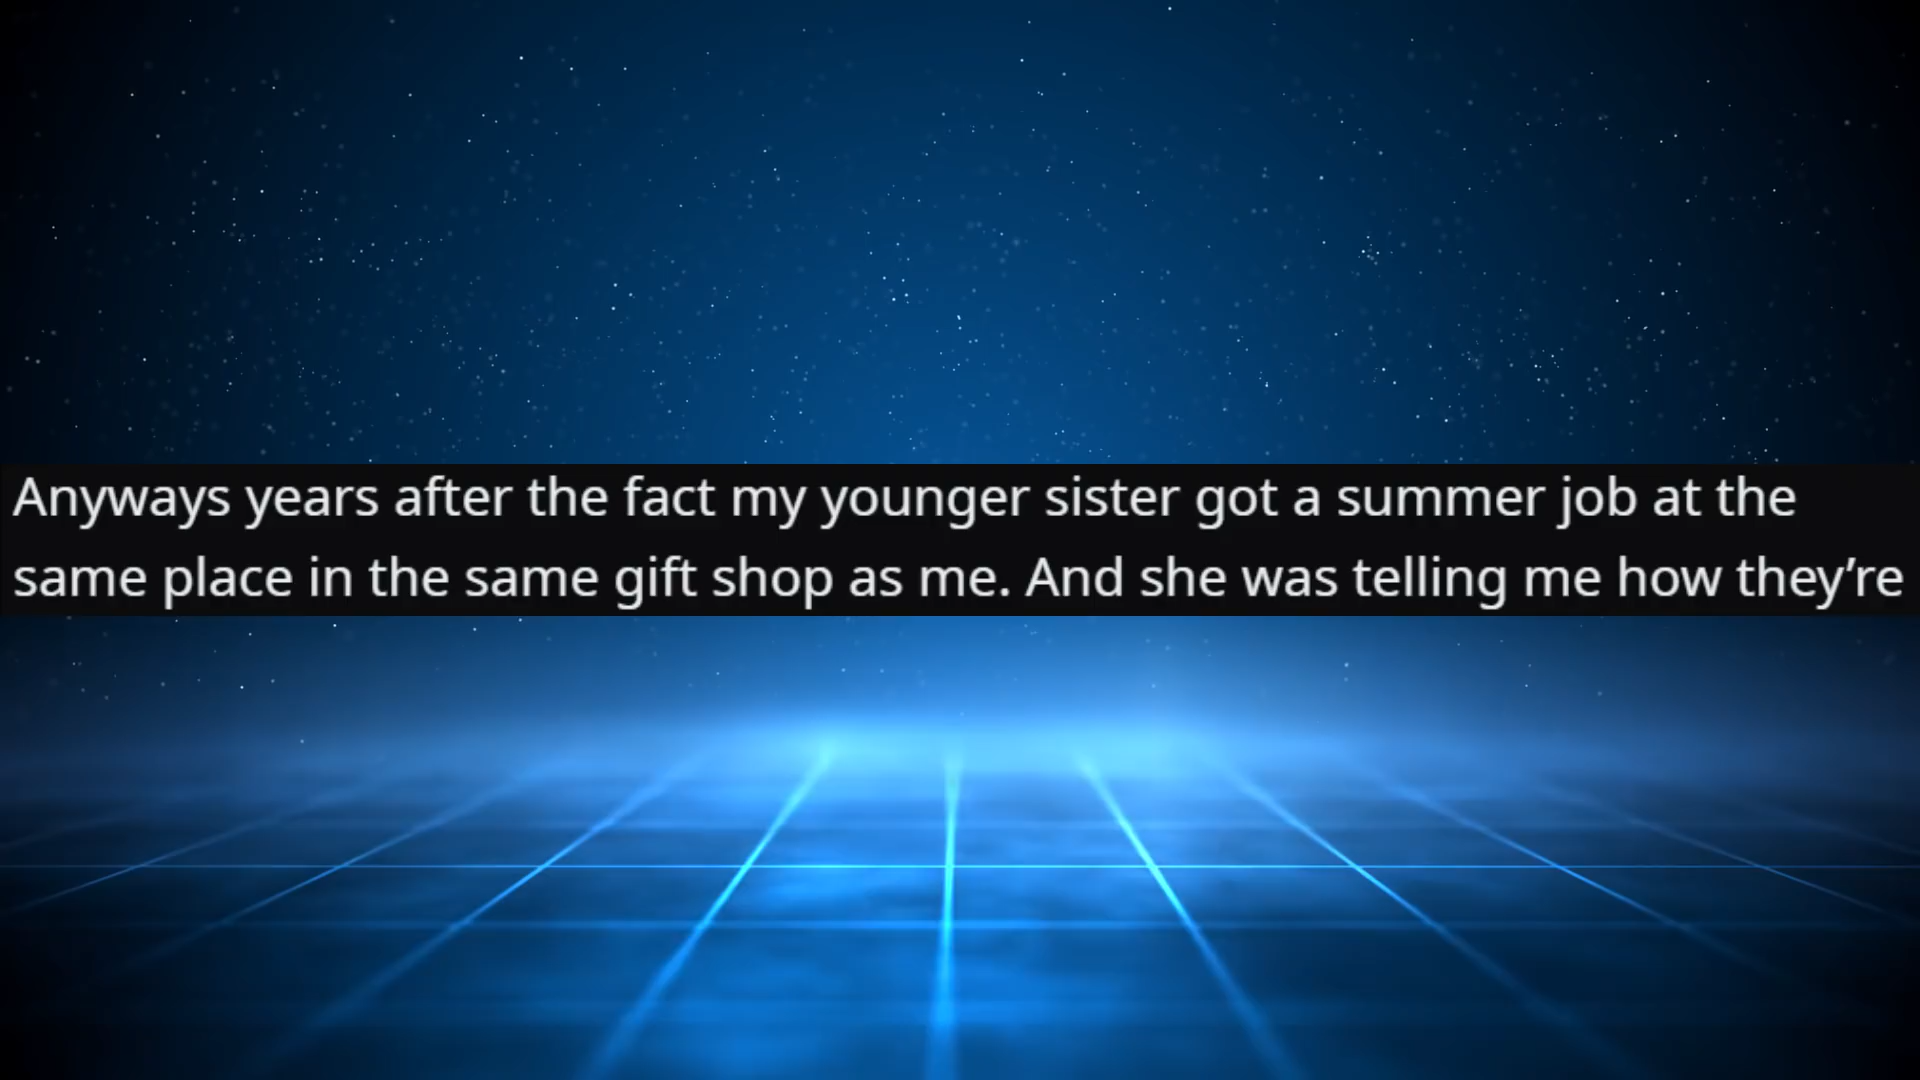 Anyways years after the fact my younger sister got a summer job at the
same place in the same gift shop as me. And she was telling me how they’re